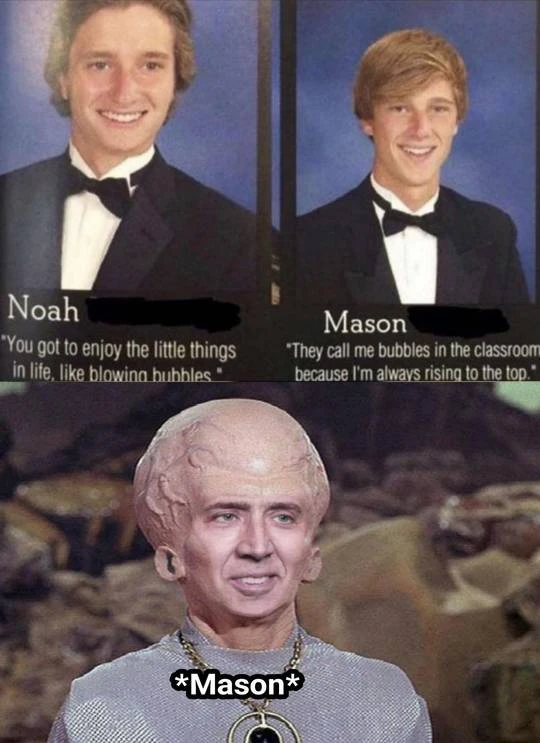 Noah
"You got to enjoy the little things
in life, like blowing bubbles "
Mason
"They call me bubbles in the classroom
because I'm always rising to the top."
*Mason*